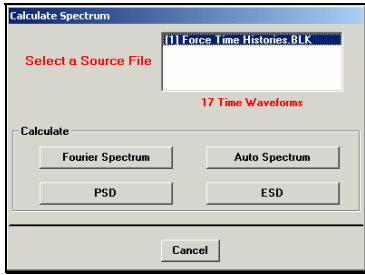 Calculate Spectrum
Select a Source File
[1] Force Time Histories.BLK
17 Time Waveforms
Calculate
Fourier Spectrum
Auto Spectrum
PSD
ESD
Cancel